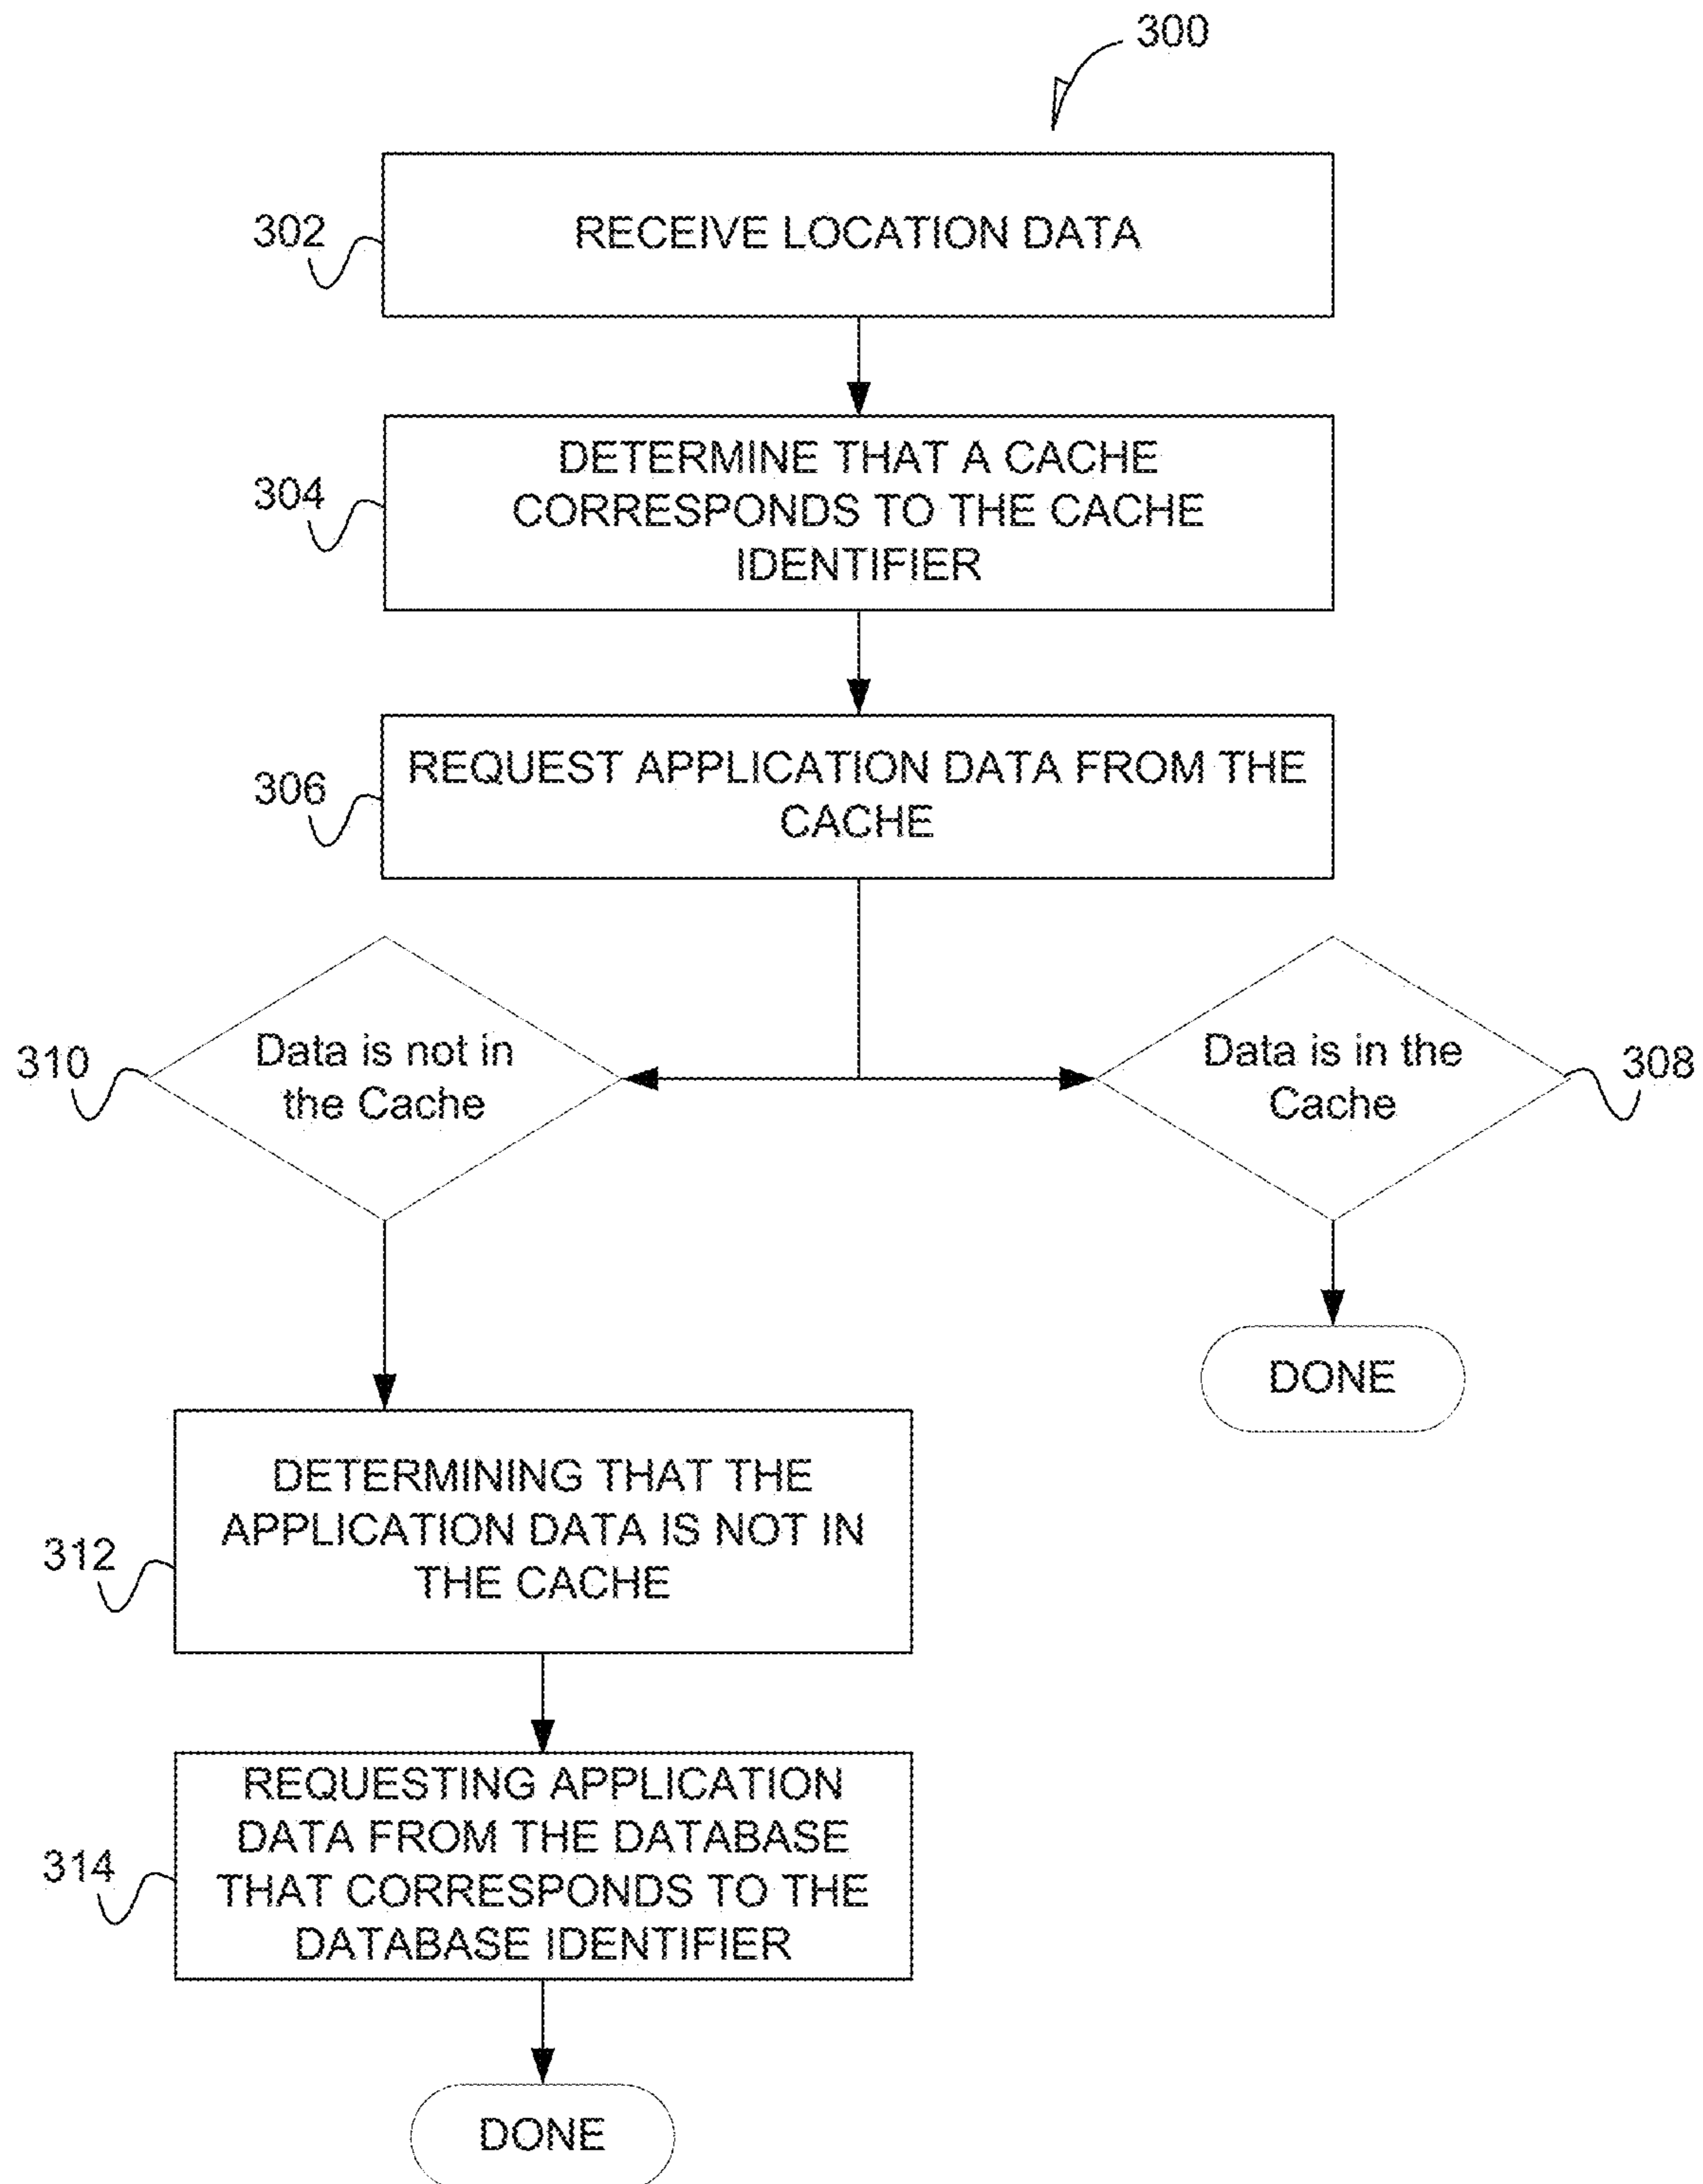 300
302
RECEIVE LOCATION DATA
304
DETERMINE THAT A CACHE
CORRESPONDS TO THE CACHE
IDENTIFIER
306
REQUEST APPLICATION DATA FROM THE
CACHE
310
Data is not in
the Cache
Data is in the
Cache
308
DONE
312
DETERMINING THAT THE
APPLICATION DATA IS NOT IN
THE CACHE
314
REQUESTING APPLICATION
DATA FROM THE DATABASE
THAT CORRESPONDS TO THE
DATABASE IDENTIFIER
DONE